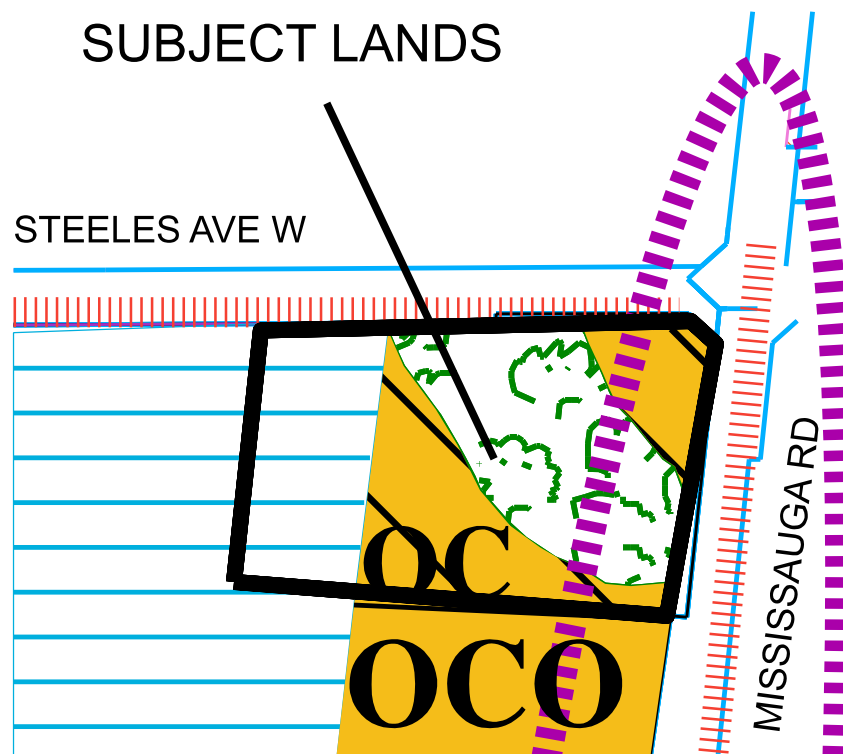 SUBJECT LANDS
STEELES AVE W
MISSISSAUGA RD
OC
OCO